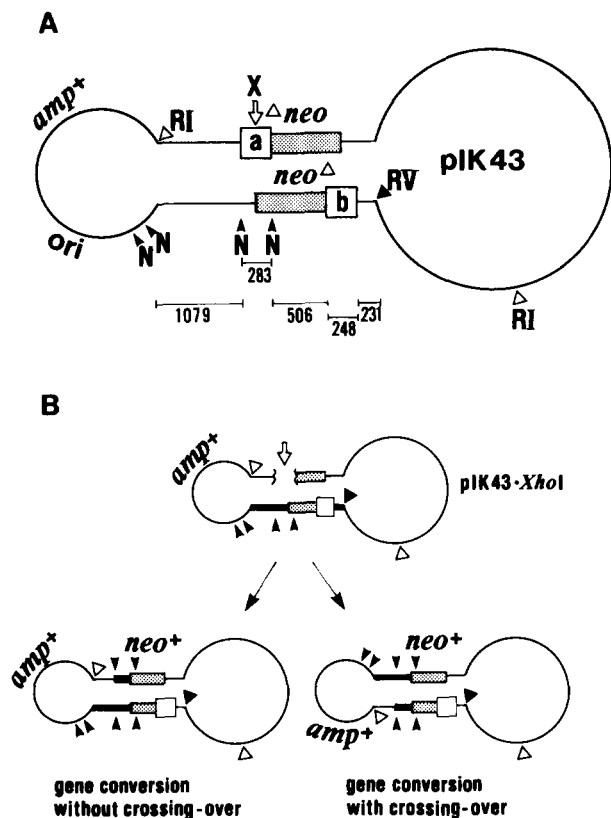 A
amp+
RI
X
△neo
a
pIK43
neo△
RV
b
ori
N
N
N
N
283
1079
506
248
231
RI
B
amp+
pIK43·XhoI
amp+
neo+
neo+
amp+
gene conversion
without crossing-over
gene conversion
with crossing-over